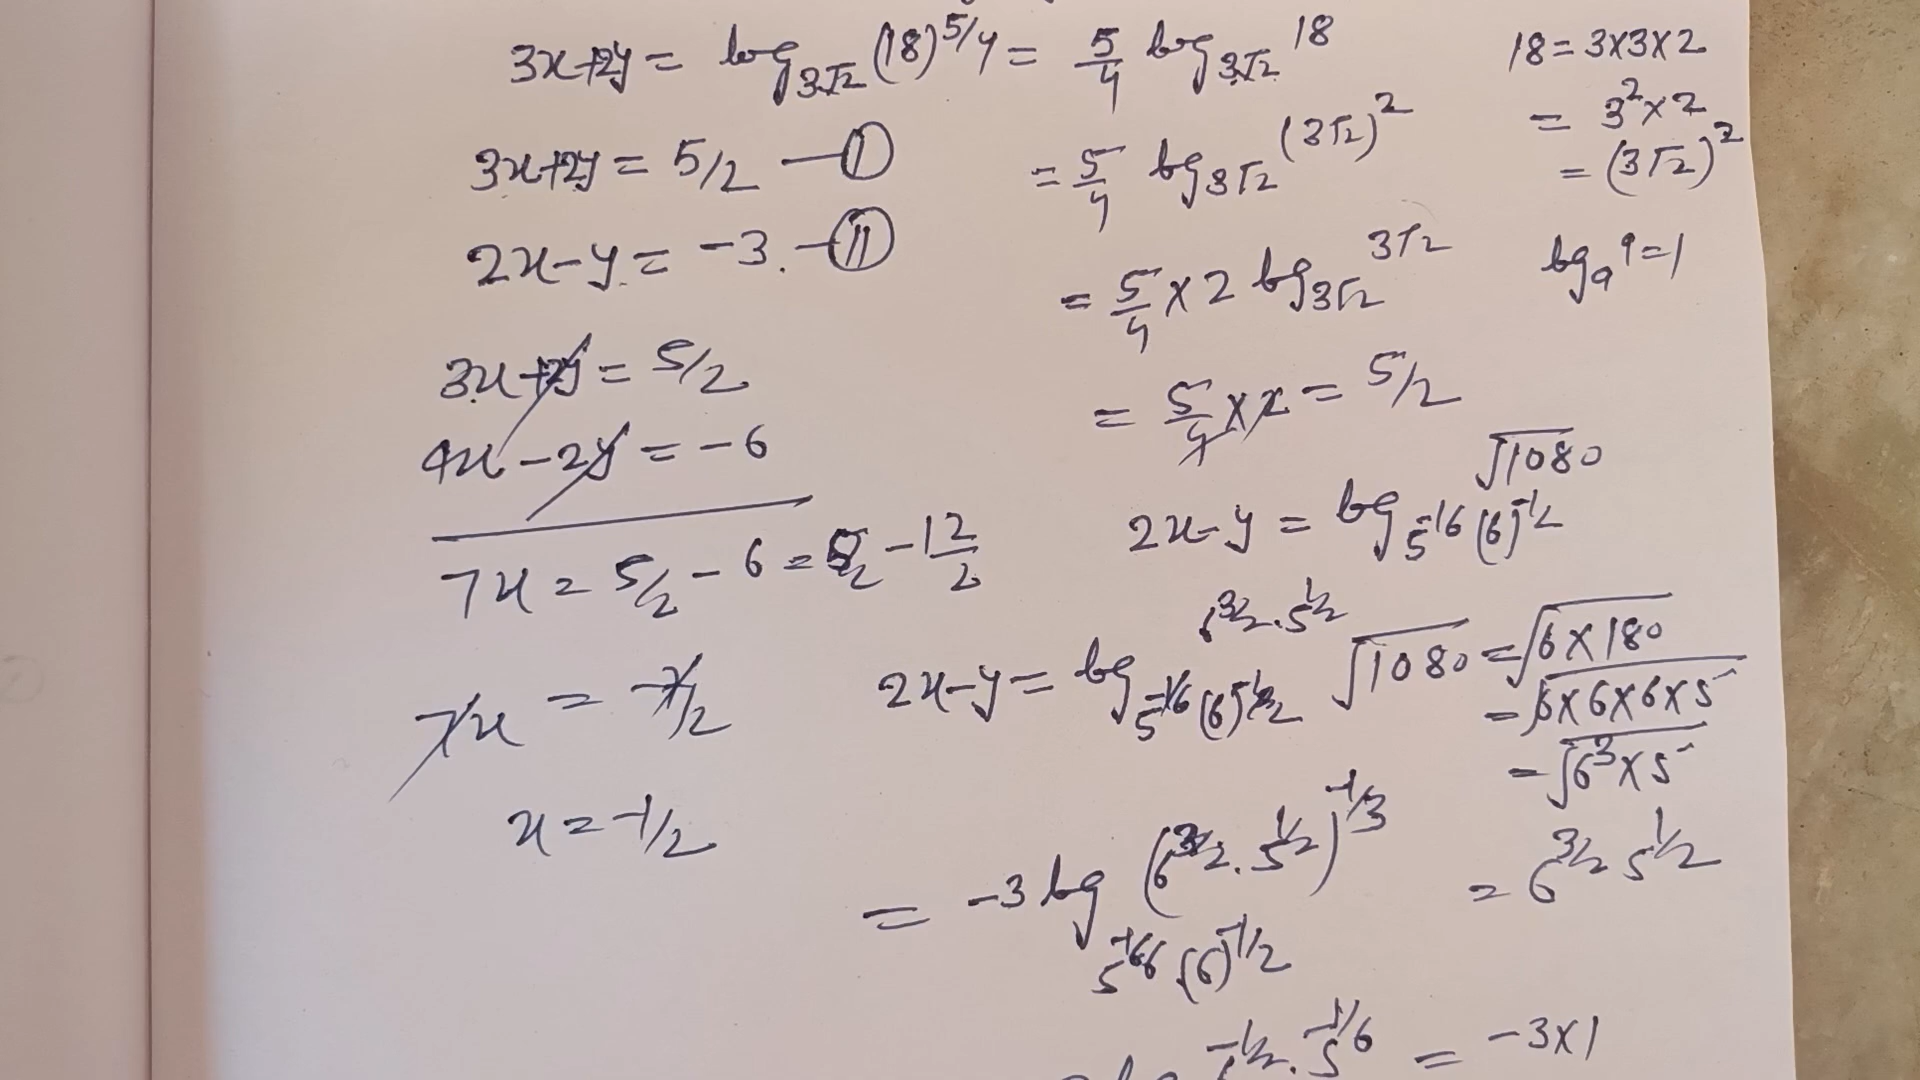 3x+2y = log_{3√2} (18)^{5/4} = 5/4 log_{3√2} 18
18 = 3×3×2
= 3²×2
= (3√2)²
3x+2y = 5/2 — (I)
= 5/4 log_{3√2} (3√2)²
2x-y = -3. — (II)
= 5/4 × 2 log_{3√2} 3√2
log_a a = 1
3x+2y = 5/2
= 5/4 × 2 = 5/2
4x - 2y = -6
7x = 5/2 - 6 = 5/2 - 12/2
2x-y = log_{5^{-1/6} (6)^{-1/2}} √1080
2x-y = log_{5^{-1/6} (6)^{-1/2}} 6^{3/2}.5^{1/2}
√1080 = √6×180
= √6×6×6×5
= √6³×5
= 6^{3/2} 5^{1/2}
7x = -7/2
x = -1/2
= -3 log_{5^{-1/6} (6)^{-1/2}} (6^{3/2}.5^{1/2})^{-1/3}
^{-1/2}.5^{-1/6} = -3×1